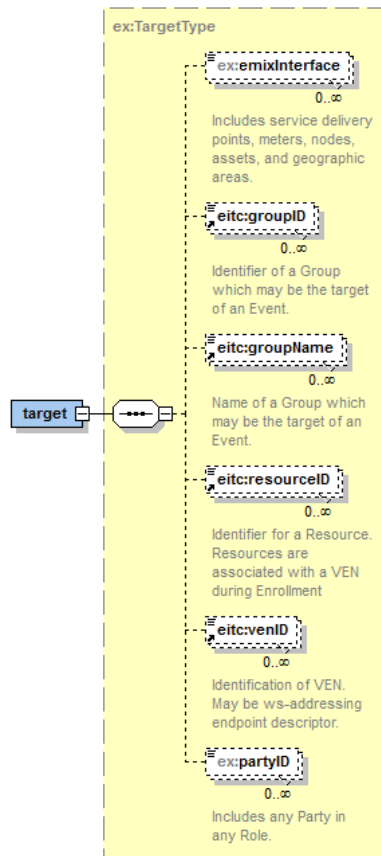 ex:TargetType
ex:emixInterface
0..∞
Includes service delivery
points, meters, nodes,
assets, and geographic
areas.
eitc:groupID
0..∞
Identifier of a Group
which may be the target
of an Event.
eitc:groupName
0..∞
Name of a Group which
may be the target of an
Event.
target
eitc:resourceID
0..∞
Identifier for a Resource.
Resources are
associated with a VEN
during Enrollment
eitc:venID
0..∞
Identification of VEN.
May be ws-addressing
endpoint descriptor.
ex:partyID
0..∞
Includes any Party in
any Role.